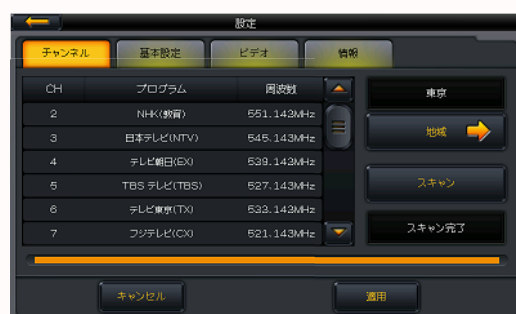 設定
チャンネル 基本設定 ビデオ 情報
CH プログラム 周波数
2 NHK(教育) 551.143MHz
3 日本テレビ(NTV) 545.143MHz
4 テレビ朝日(EX) 539.143MHz
5 TBS テレビ(TBS) 527.143MHz
6 テレビ東京(TX) 533.143MHz
7 フジテレビ(CX) 521.143MHz
東京
地域
スキャン
スキャン完了
キャンセル 適用